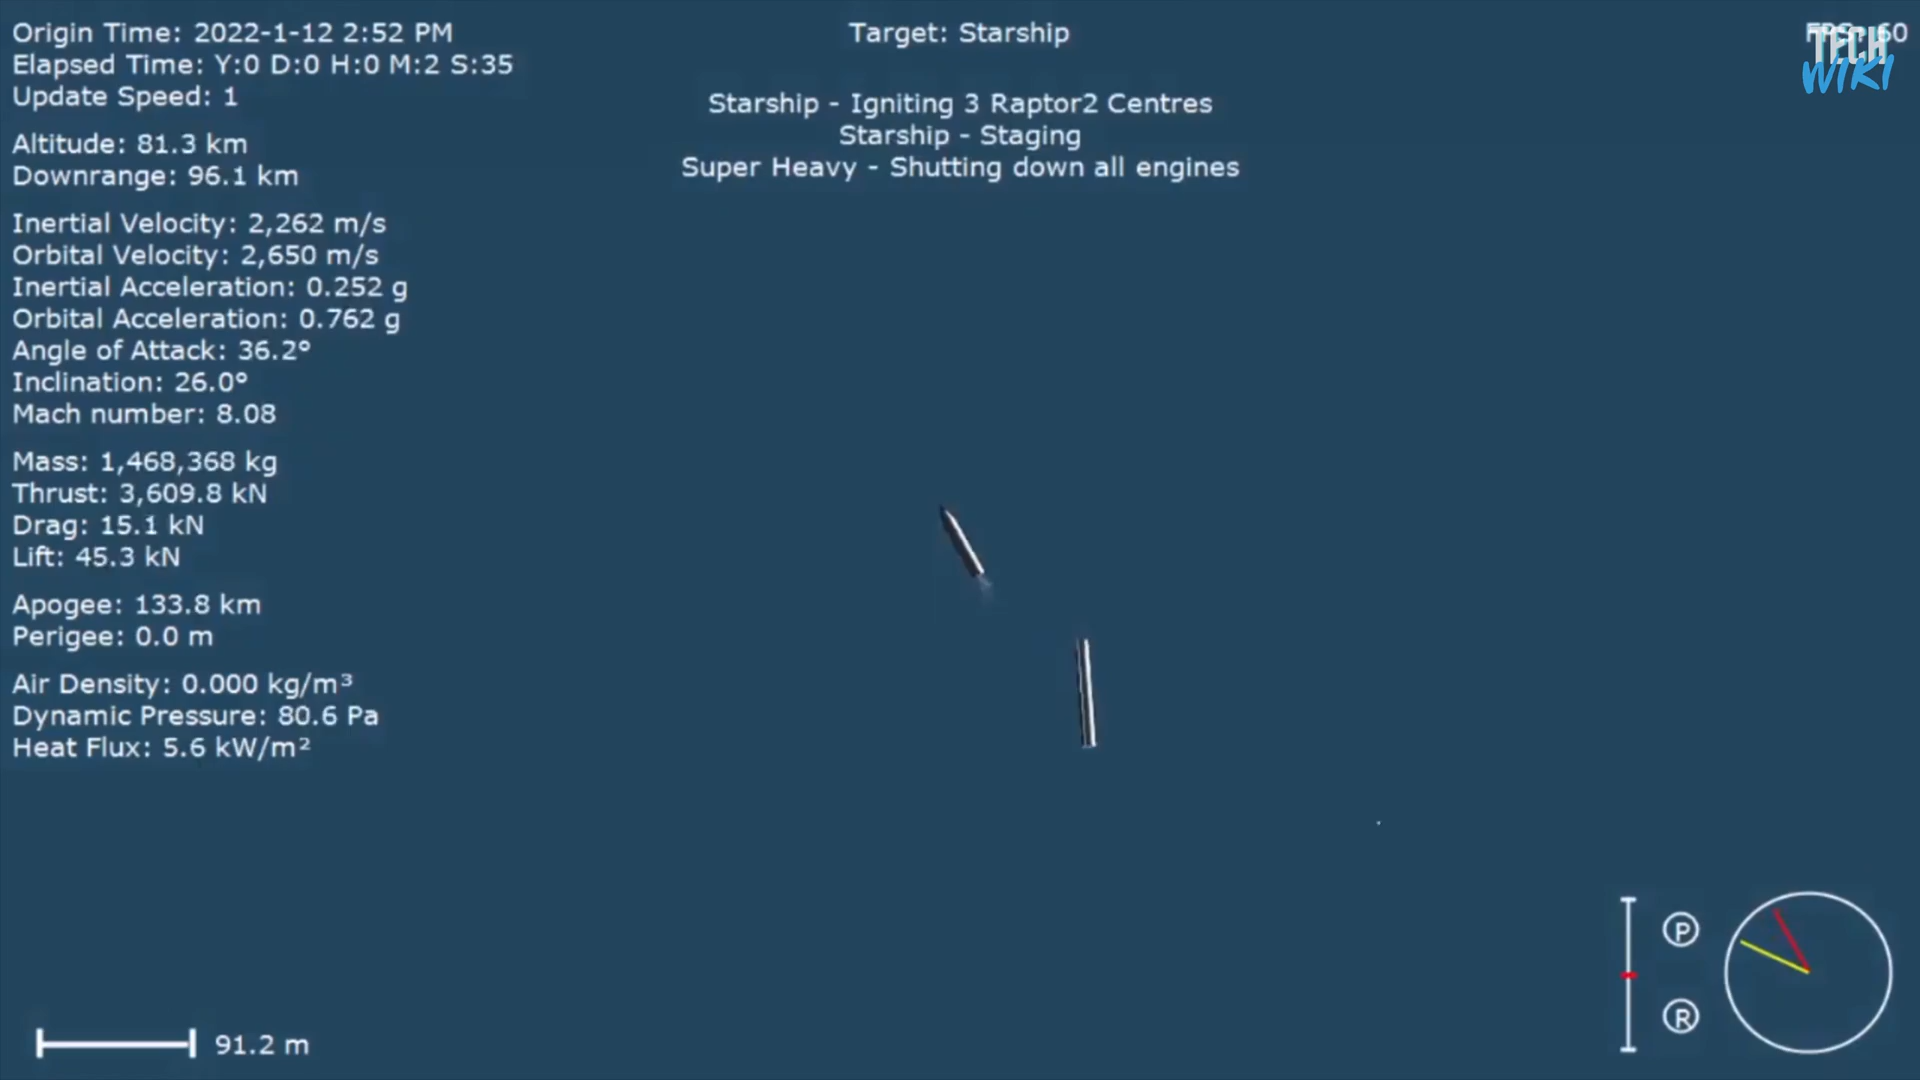 Origin Time: 2022-1-12 2:52 PM
Elapsed Time: Y:0 D:0 H:0 M:2 S:35
Update Speed: 1
Altitude: 81.3 km
Downrange: 96.1 km
Inertial Velocity: 2,262 m/s
Orbital Velocity: 2,650 m/s
Inertial Acceleration: 0.252 g
Orbital Acceleration: 0.762 g
Angle of Attack: 36.2°
Inclination: 26.0°
Mach number: 8.08
Mass: 1,468,368 kg
Thrust: 3,609.8 kN
Drag: 15.1 kN
Lift: 45.3 kN
Apogee: 133.8 km
Perigee: 0.0 m
Air Density: 0.000 kg/m³
Dynamic Pressure: 80.6 Pa
Heat Flux: 5.6 kW/m²
Target: Starship
Starship - Igniting 3 Raptor2 Centres
Starship - Staging
Super Heavy - Shutting down all engines
FPS: 60
TECH
WIKI
P
R
91.2 m